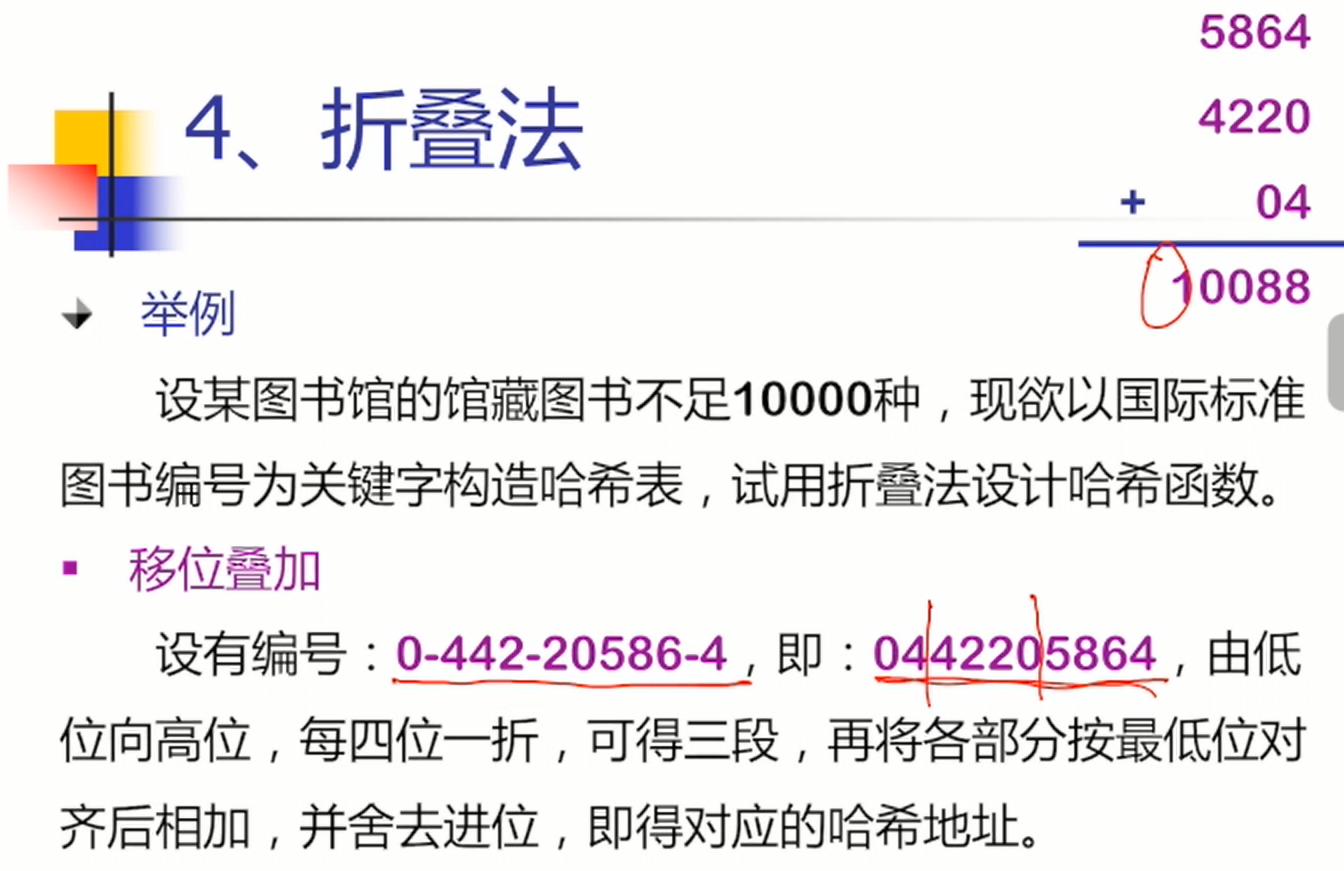 5864
4220
+ 04
10088
4、折叠法
举例
设某图书馆的馆藏图书不足10000种，现欲以国际标准
图书编号为关键字构造哈希表，试用折叠法设计哈希函数。
移位叠加
设有编号：0-442-20586-4，即：0442205864，由低
位向高位，每四位一折，可得三段，再将各部分按最低位对
齐后相加，并舍去进位，即得对应的哈希地址。